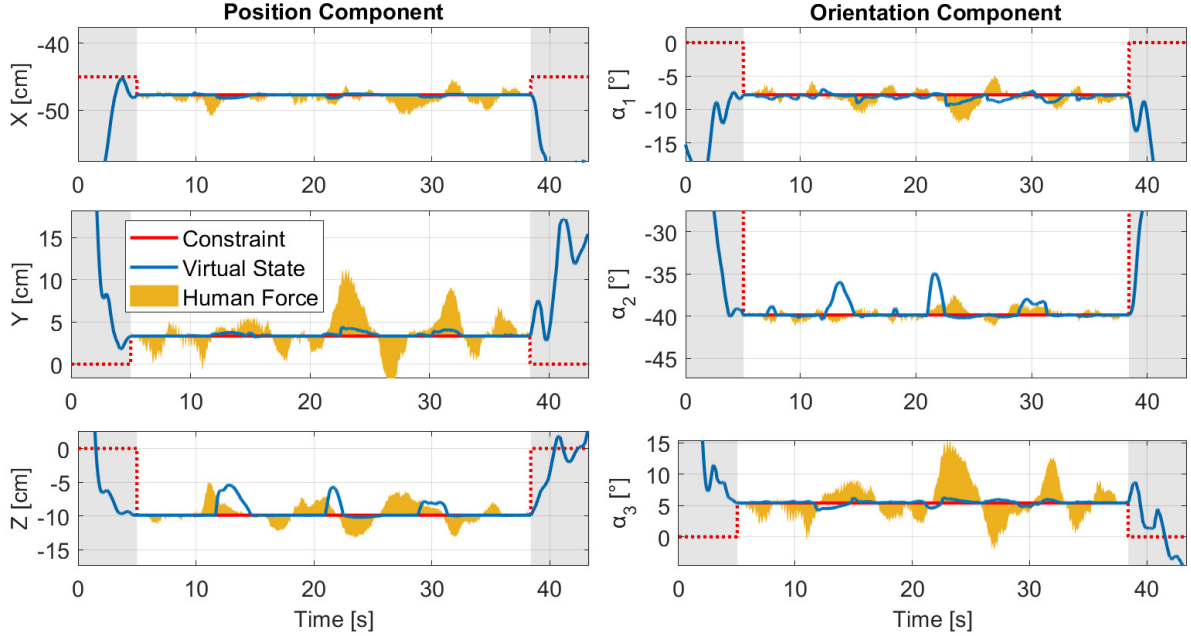 Position Component
Orientation Component
-40
-50
X [cm]
0 10 20 30 40
0
-5
-10
-15
α1 [°]
0 10 20 30 40
15
10
5
0
Y [cm]
Constraint
Virtual State
Human Force
0 10 20 30 40
-30
-35
-40
-45
α2 [°]
0 10 20 30 40
0
-5
-10
-15
Z [cm]
0 10 20 30 40
Time [s]
15
10
5
0
α3 [°]
0 10 20 30 40
Time [s]